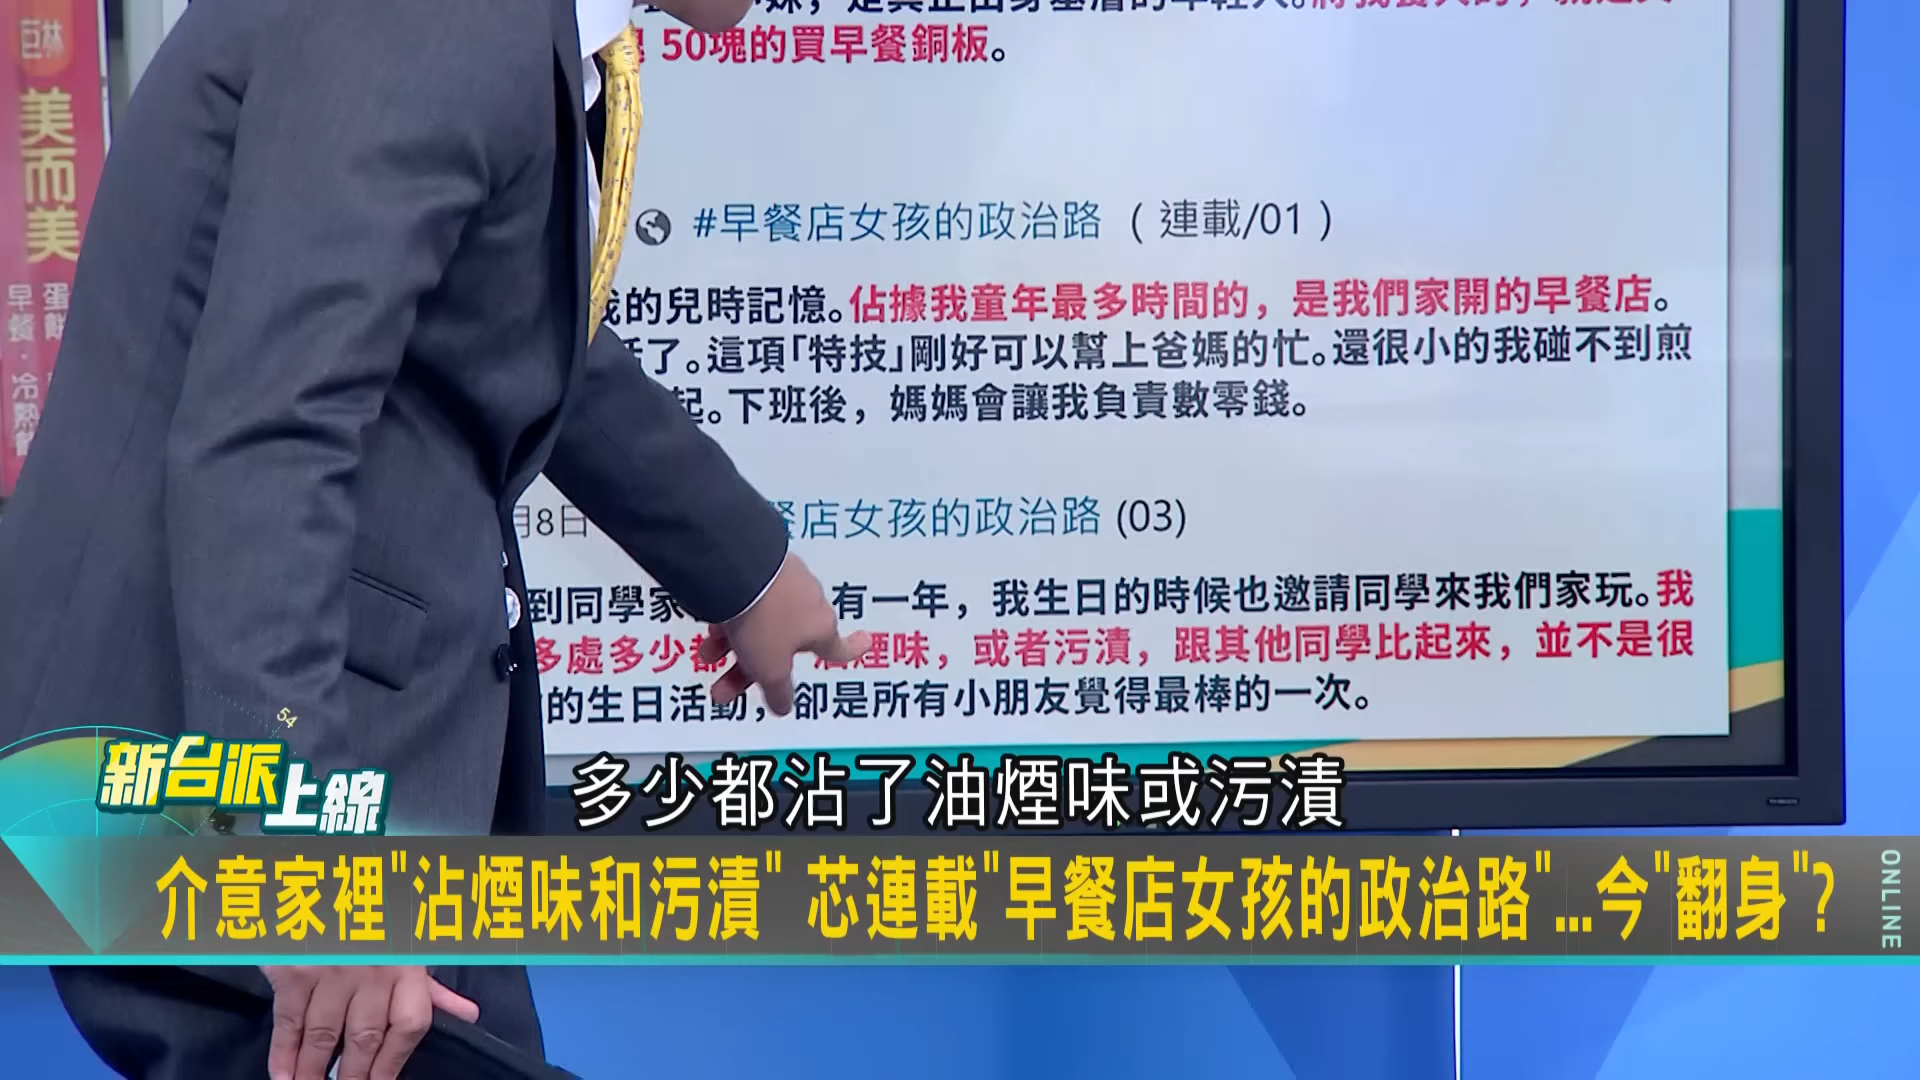 巨林
美而美
蛋餅
早餐·冷熱飲
50塊的買早餐銅板。
#早餐店女孩的政治路 (連載/01)
我的兒時記憶。佔據我童年最多時間的，是我們家開的早餐店。
了。這項「特技」剛好可以幫上爸媽的忙。還很小的我碰不到煎
起。下班後，媽媽會讓我負責數零錢。
月8日
餐店女孩的政治路 (03)
到同學家 有一年，我生日的時候也邀請同學來我們家玩。我
多處多少都 油煙味，或者污漬，跟其他同學比起來，並不是很
的生日活動，卻是所有小朋友覺得最棒的一次。
54
新台派上線
多少都沾了油煙味或污漬
介意家裡"沾煙味和污漬" 芯連載"早餐店女孩的政治路"...今"翻身"?
ONLINE